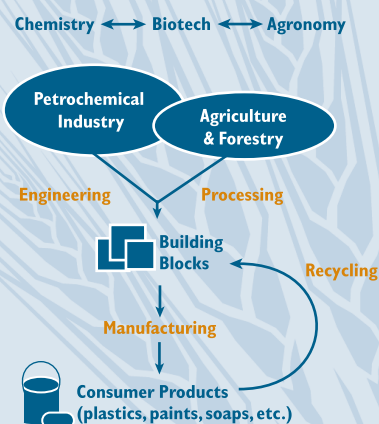 Chemistry Biotech Agronomy
Petrochemical
Industry
Agriculture
& Forestry
Engineering Processing
Building
Blocks
Recycling
Manufacturing
Consumer Products
(plastics, paints, soaps, etc.)